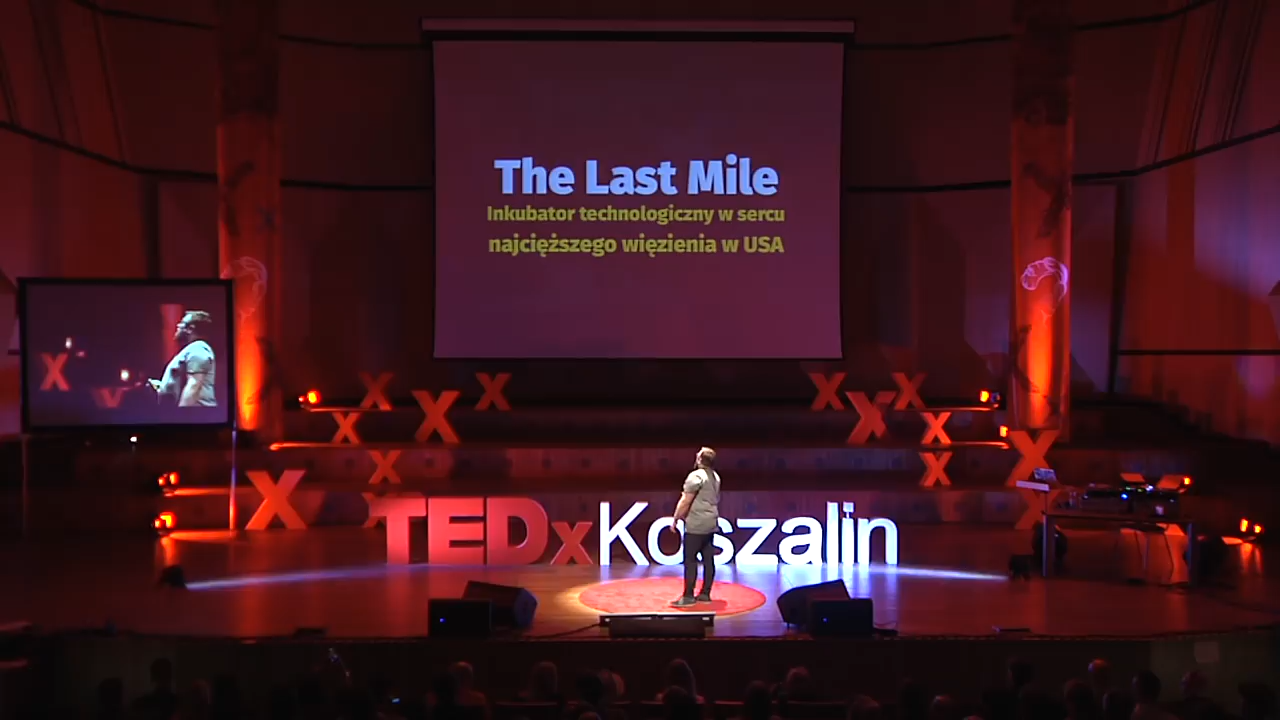 The Last Mile
Inkubator technologiczny w sercu
najcięższego więzienia w USA
TEDxKoszalin